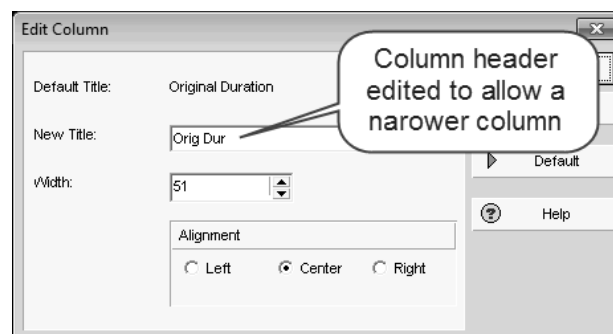 Edit Column
Column header
edited to allow a
narower column
Default Title: Original Duration
New Title: Orig Dur
Default
Width: 51
Help
Alignment
Left Center Right